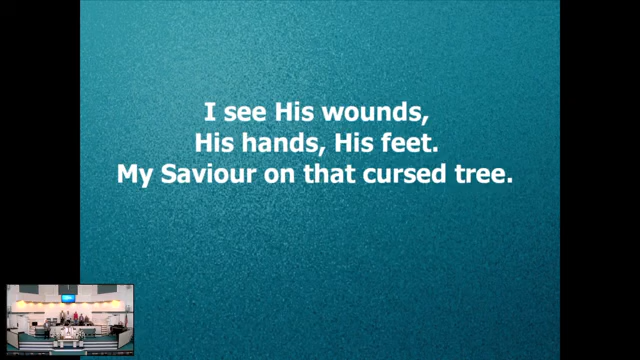 I see His wounds,
His hands, His feet.
My Saviour on that cursed tree.